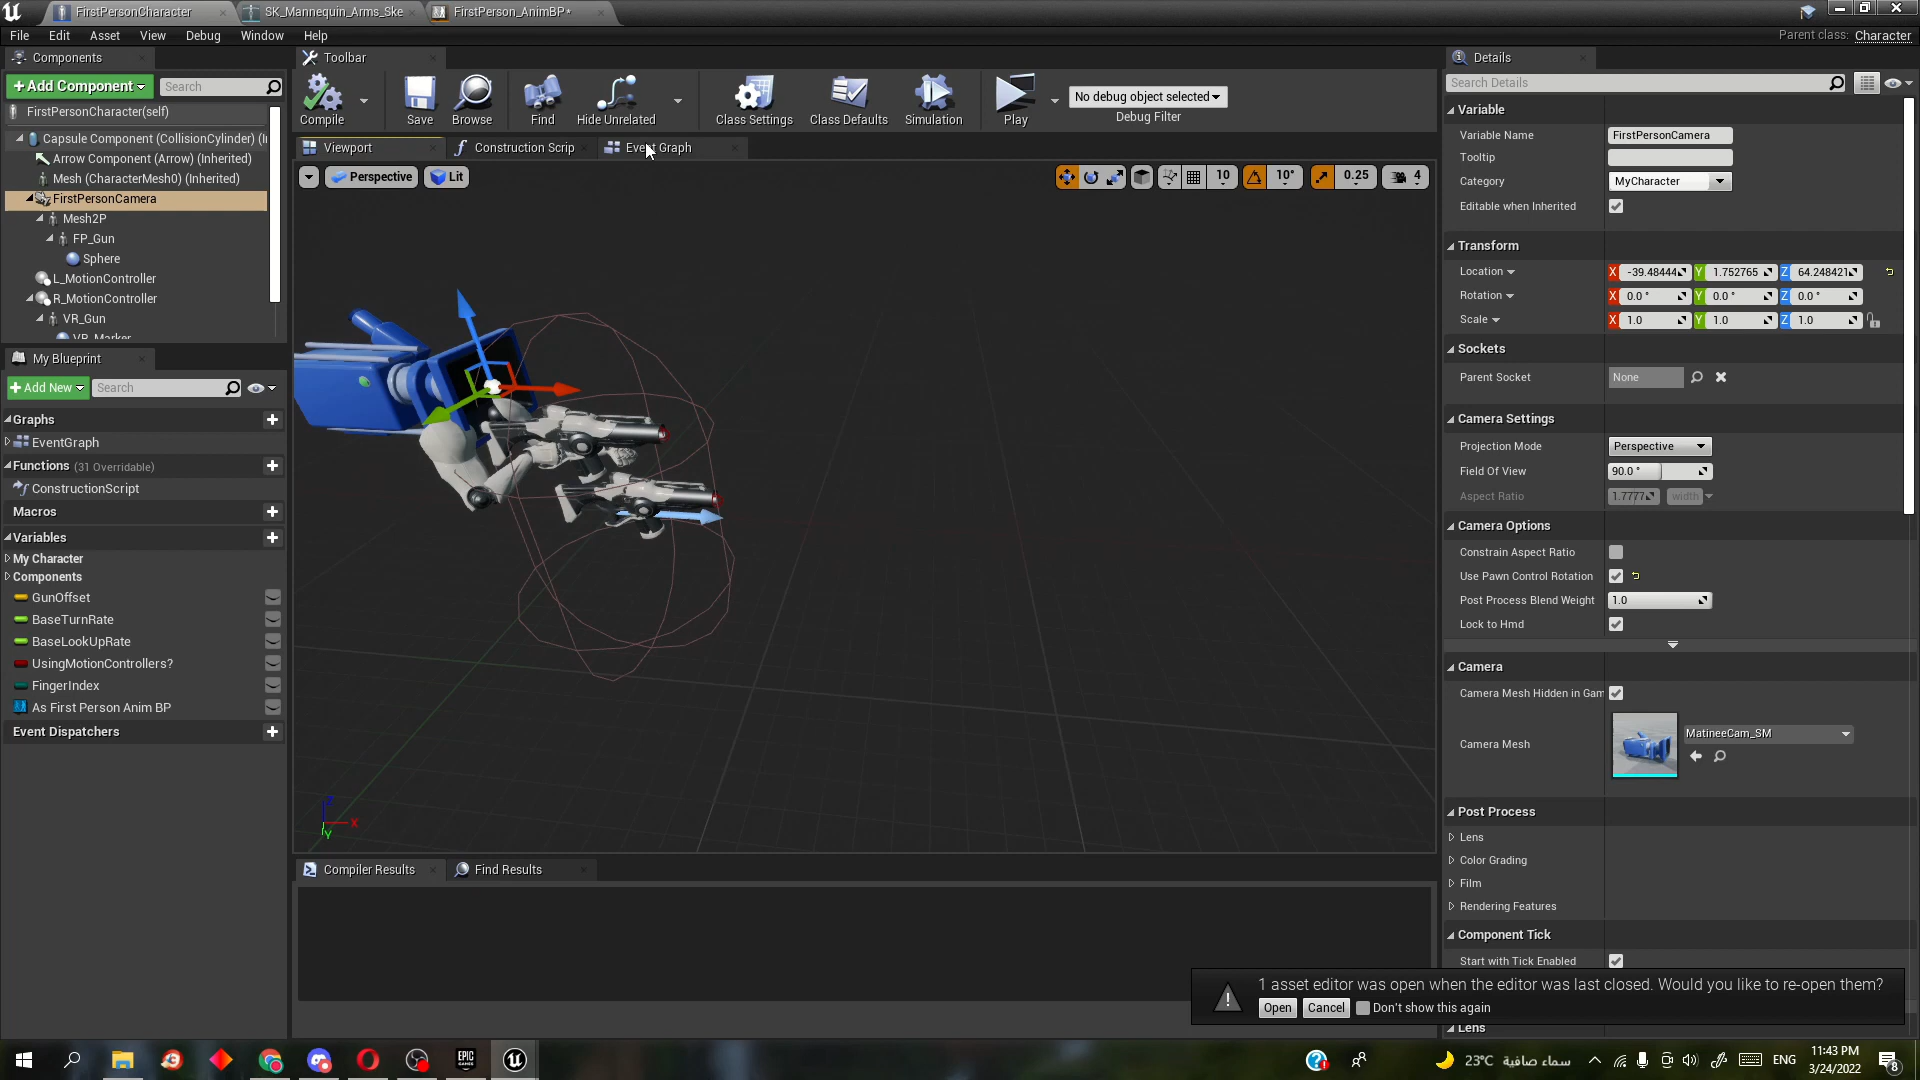 FirstPersonCharacter
SK_Mannequin_Arms_Ske
FirstPerson_AnimBP*
File Edit Asset View Debug Window Help
Parent class: Character
Components
+ Add Component
Search
FirstPersonCharacter(self)
Capsule Component (CollisionCylinder) (I
Arrow Component (Arrow) (Inherited)
Mesh (CharacterMesh0) (Inherited)
FirstPersonCamera
Mesh2P
FP_Gun
Sphere
L_MotionController
R_MotionController
VR_Gun
VR_Marker
My Blueprint
+ Add New
Search
Graphs
EventGraph
Functions (31 Overridable)
ConstructionScript
Macros
Variables
My Character
Components
GunOffset
BaseTurnRate
BaseLookUpRate
UsingMotionControllers?
FingerIndex
As First Person Anim BP
Event Dispatchers
Toolbar
Compile
Save
Browse
Find
Hide Unrelated
Class Settings
Class Defaults
Simulation
Play
No debug object selected
Debug Filter
Viewport
Construction Scrip
Event Graph
Perspective
Lit
10
10°
0.25
4
Z
X
Y
Compiler Results
Find Results
Details
Search Details
Variable
Variable Name FirstPersonCamera
Tooltip
Category MyCharacter
Editable when Inherited
Transform
Location X -39.48444 Y 1.752765 Z 64.248421
Rotation X 0.0 ° Y 0.0 ° Z 0.0 °
Scale X 1.0 Y 1.0 Z 1.0
Sockets
Parent Socket None
Camera Settings
Projection Mode Perspective
Field Of View 90.0 °
Aspect Ratio 1.7777 width
Camera Options
Constrain Aspect Ratio
Use Pawn Control Rotation
Post Process Blend Weight 1.0
Lock to Hmd
Camera
Camera Mesh Hidden in Gam
Camera Mesh
MatineeCam_SM
Post Process
Lens
Color Grading
Film
Rendering Features
Component Tick
Start with Tick Enabled
1 asset editor was open when the editor was last closed. Would you like to re-open them?
Open Cancel Don't show this again
Lens
EPIC GAMES
23°C سماء صافية
ENG
11:43 PM
3/24/2022
8